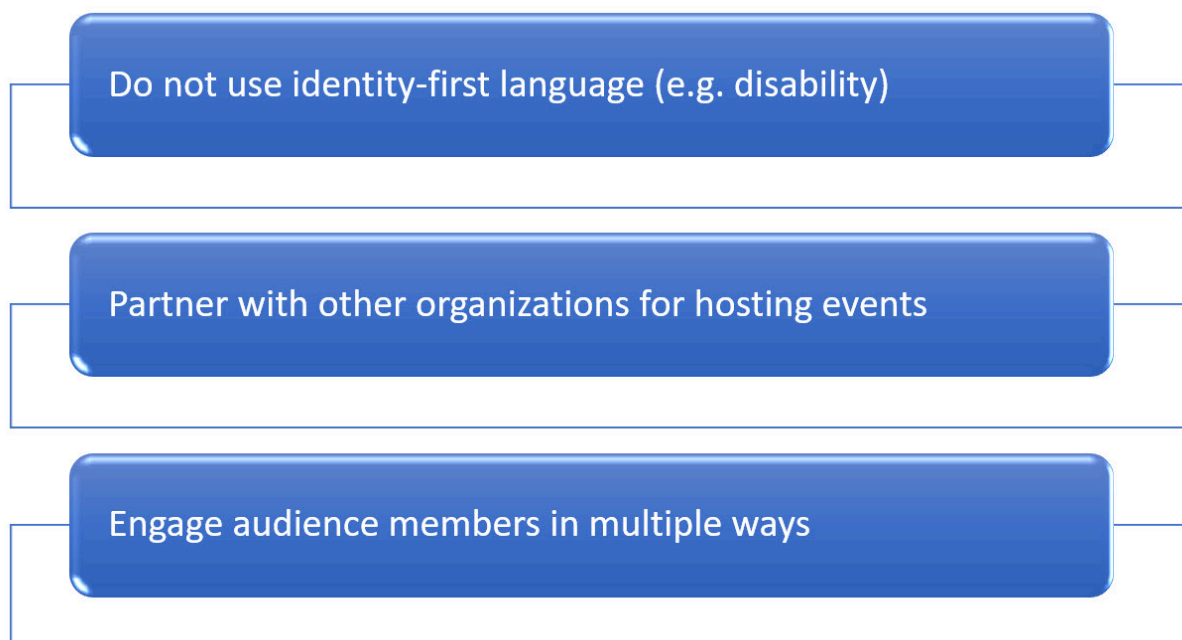 Do not use identity-first language (e.g. disability)
Partner with other organizations for hosting events
Engage audience members in multiple ways